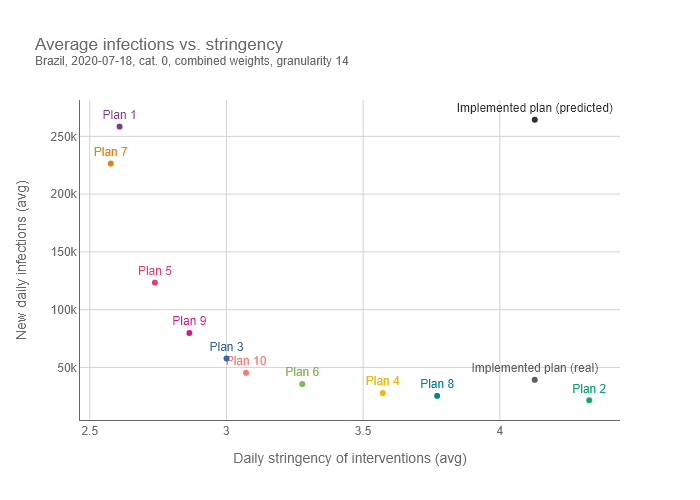 Average infections vs. stringency
Brazil, 2020-07-18, cat. 0, combined weights, granularity 14
Implemented plan (predicted)
Plan 1
250k
Plan 7
200k
New daily infections (avg)
Plan 5
150k
Plan 9
100k
Plan 3
Plan 10
50k
Plan 6
Implemented plan (real)
Plan 4
Plan 8
Plan 2
2.5
3
3.5
4
Daily stringency of interventions (avg)